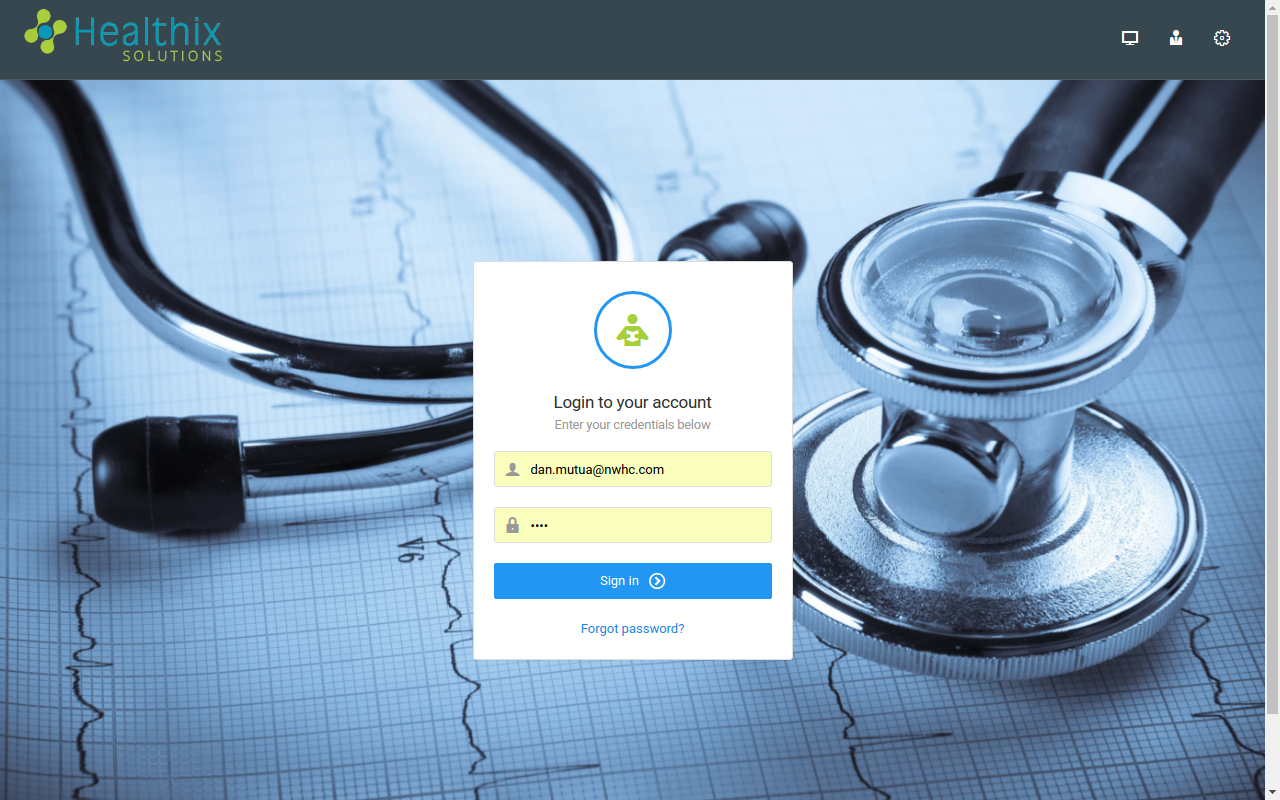 Healthix
SOLUTIONS
Login to your account
Enter your credentials below
dan.mutua@nwhc.com
••••
Sign in
Forgot password?
V6